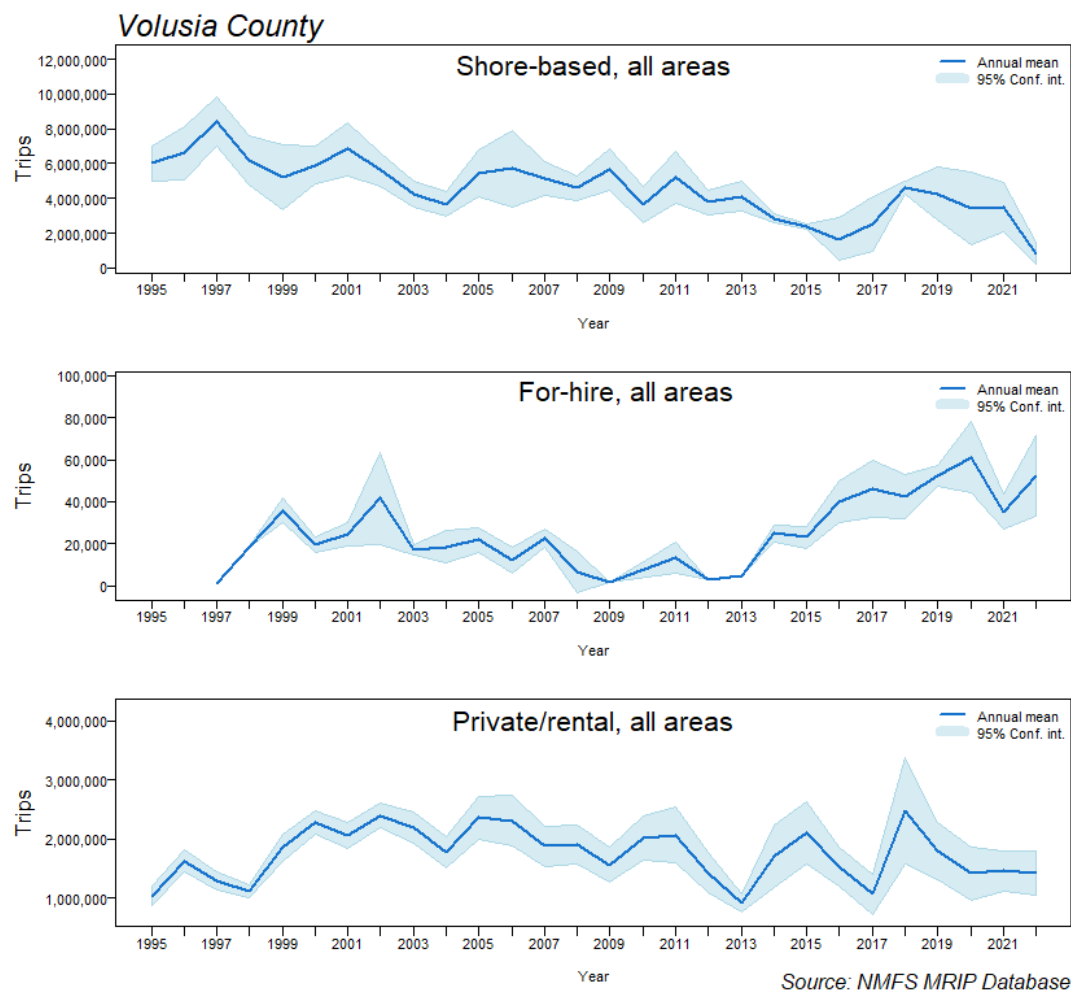 Volusia County
Shore-based, all areas
Annual mean
95% Conf. int.
Trips
12,000,000
10,000,000
8,000,000
6,000,000
4,000,000
2,000,000
0
1995 1997 1999 2001 2003 2005 2007 2009 2011 2013 2015 2017 2019 2021
Year
For-hire, all areas
Annual mean
95% Conf. int.
Trips
100,000
80,000
60,000
40,000
20,000
0
1995 1997 1999 2001 2003 2005 2007 2009 2011 2013 2015 2017 2019 2021
Year
Private/rental, all areas
Annual mean
95% Conf. int.
Trips
4,000,000
3,000,000
2,000,000
1,000,000
1995 1997 1999 2001 2003 2005 2007 2009 2011 2013 2015 2017 2019 2021
Year
Source: NMFS MRIP Database